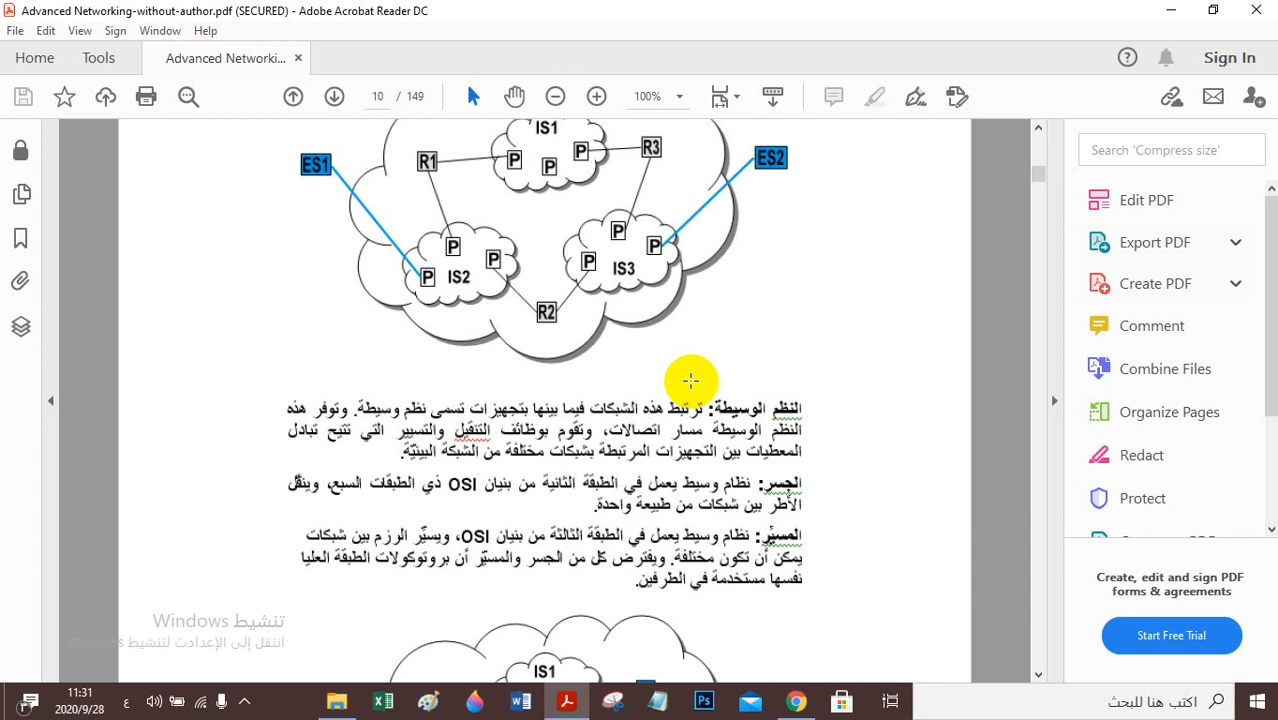 Advanced Networking-without-author.pdf (SECURED) - Adobe Acrobat Reader DC
File Edit View Sign Window Help
Home Tools Advanced Networki... Sign In
10 / 149 100%
Search 'Compress size'
Edit PDF
Export PDF
Create PDF
Comment
Combine Files
Organize Pages
Redact
Protect
Create, edit and sign PDF
forms & agreements
Start Free Trial
IS1
ES1 R1 P P P R3 ES2
P P IS2 P
P P IS3 P
R2
النظم الوسيطة: ترتبط هذه الشبكات فيما بينها بتجهيزات تسمى نظم وسيطة. وتوفر هذه
النظم الوسيطة مسار اتصالات، وتقوم بوظائف التنقيل والتسيير التي تتيح تبادل
المعطيات بين التجهيزات المرتبطة بشبكات مختلفة من الشبكة البينيّة.
الجسر: نظام وسيط يعمل في الطبقة الثانية من بنيان OSI ذي الطبقات السبع، وينقُل
الأطر بين شبكات من طبيعة واحدة.
المسيِّر: نظام وسيط يعمل في الطبقة الثالثة من بنيان OSI، ويسيّر الرزم بين شبكات
يمكن أن تكون مختلفة. ويفترض كل من الجسر والمسيّر أن بروتوكولات الطبقة العليا
نفسها مستخدمة في الطرفين.
IS1
تنشيط Windows
انتقل إلى الإعدادت لتنشيط Windows
11:31
2020/9/28
ع
اكتب هنا للبحث